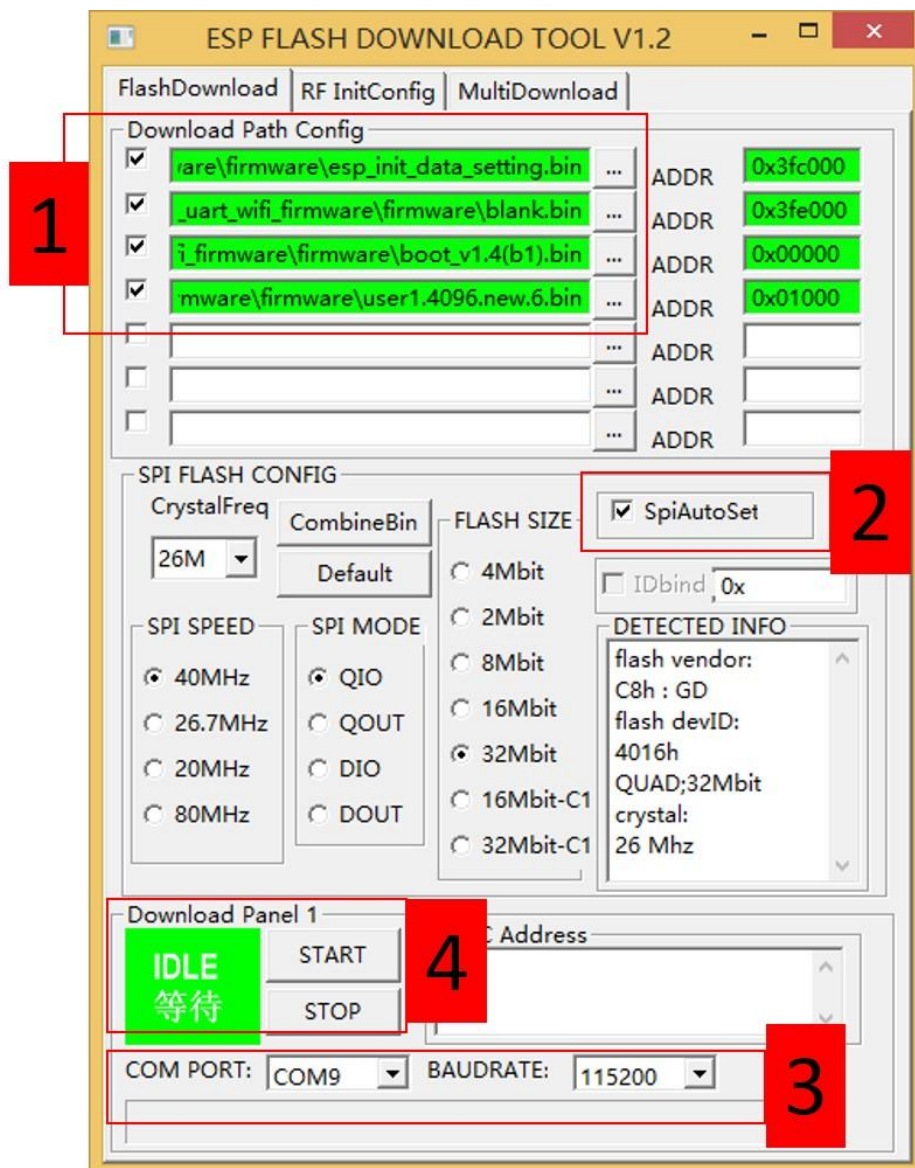 ESP FLASH DOWNLOAD TOOL V1.2
FlashDownload RF InitConfig MultiDownload
Download Path Config
1
/are\firmware\esp_init_data_setting.bin ... ADDR 0x3fc000
_uart_wifi_firmware\firmware\blank.bin ... ADDR 0x3fe000
i_firmware\firmware\boot_v1.4(b1).bin ... ADDR 0x00000
mware\firmware\user1.4096.new.6.bin ... ADDR 0x01000
... ADDR
... ADDR
... ADDR
SPI FLASH CONFIG
CrystalFreq
26M
CombineBin
Default
SPI SPEED
40MHz
26.7MHz
20MHz
80MHz
SPI MODE
QIO
QOUT
DIO
DOUT
FLASH SIZE
4Mbit
2Mbit
8Mbit
16Mbit
32Mbit
16Mbit-C1
32Mbit-C1
SpiAutoSet
2
IDbind 0x
DETECTED INFO
flash vendor:
C8h : GD
flash devID:
4016h
QUAD;32Mbit
crystal:
26 Mhz
Download Panel 1
IDLE
等待
START
STOP
4
C Address
COM PORT: COM9 BAUDRATE: 115200
3